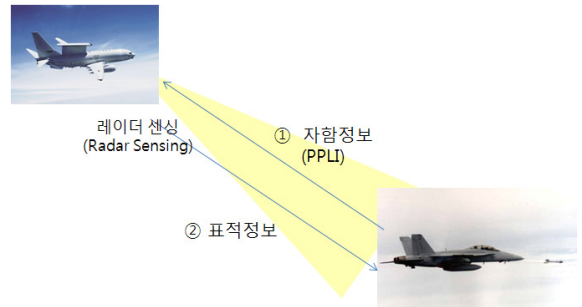 레이더 센싱
(Radar Sensing)
① 자함정보
(PPLI)
② 표적정보